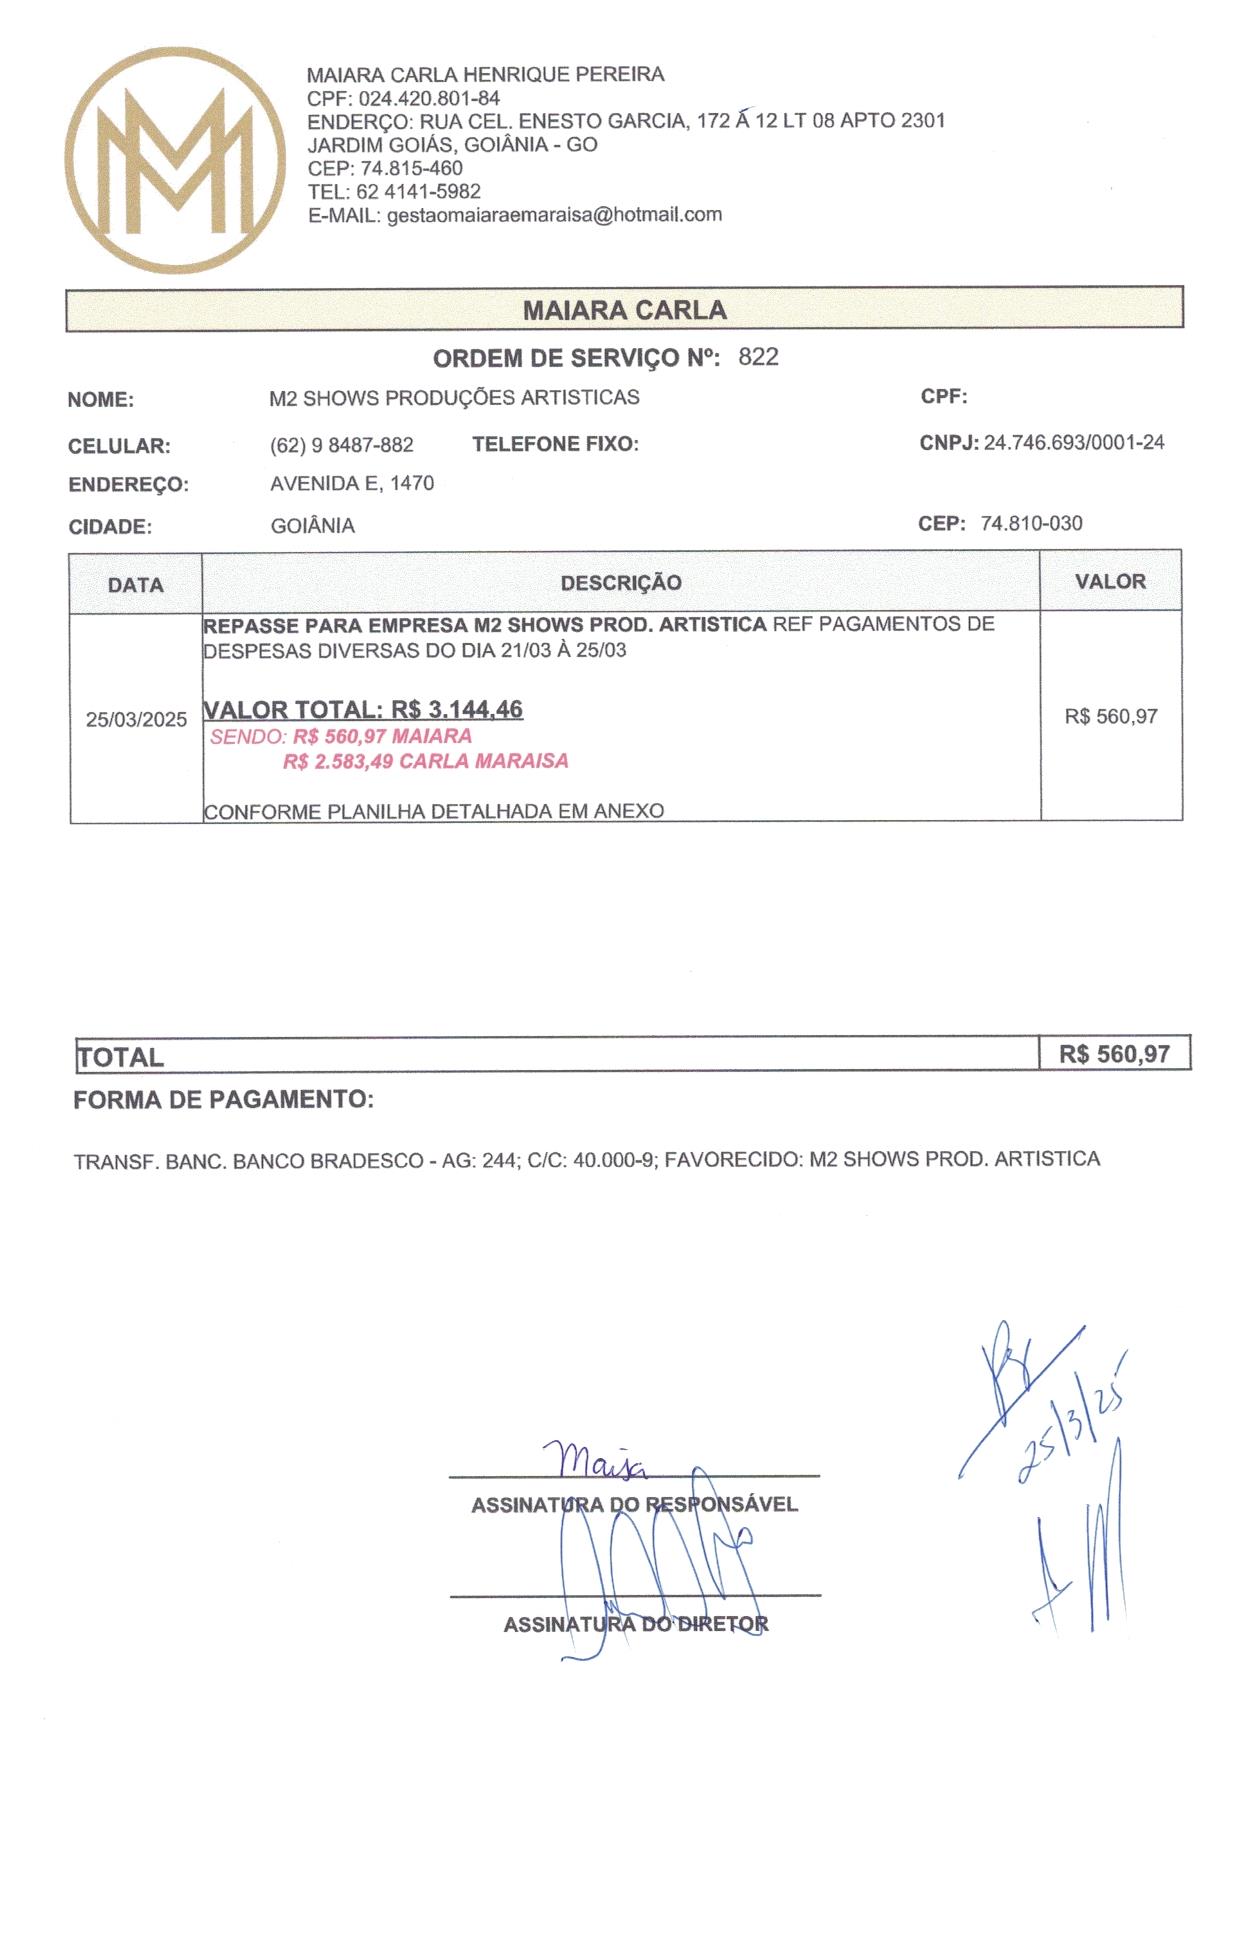 MAIARA CARLA HENRIQUE PEREIRA
CPF: 024.420.801-84
ENDERÇO: RUA CEL. ENESTO GARCIA, 172 Á 12 LT 08 APTO 2301
JARDIM GOIÁS, GOIÂNIA - GO
CEP: 74.815-460
TEL: 62 4141-5982
E-MAIL: gestaomaiaraemaraisa@hotmail.com
MAIARA CARLA
ORDEM DE SERVIÇO Nº: 822
NOME: M2 SHOWS PRODUÇÕES ARTISTICAS CPF:
CELULAR: (62) 9 8487-882 TELEFONE FIXO: CNPJ: 24.746.693/0001-24
ENDEREÇO: AVENIDA E, 1470
CIDADE: GOIÂNIA CEP: 74.810-030
DATA DESCRIÇÃO VALOR
REPASSE PARA EMPRESA M2 SHOWS PROD. ARTISTICA REF PAGAMENTOS DE
DESPESAS DIVERSAS DO DIA 21/03 À 25/03
VALOR TOTAL: R$ 3.144,46
25/03/2025 R$ 560,97
SENDO: R$ 560,97 MAIARA
R$ 2.583,49 CARLA MARAISA
CONFORME PLANILHA DETALHADA EM ANEXO
TOTAL R$ 560,97
FORMA DE PAGAMENTO:
TRANSF. BANC. BANCO BRADESCO - AG: 244; C/C: 40.000-9; FAVORECIDO: M2 SHOWS PROD. ARTISTICA
25/3/25
Maisa
ASSINATURA DO RESPONSÁVEL
ASSINATURA DO DIRETOR